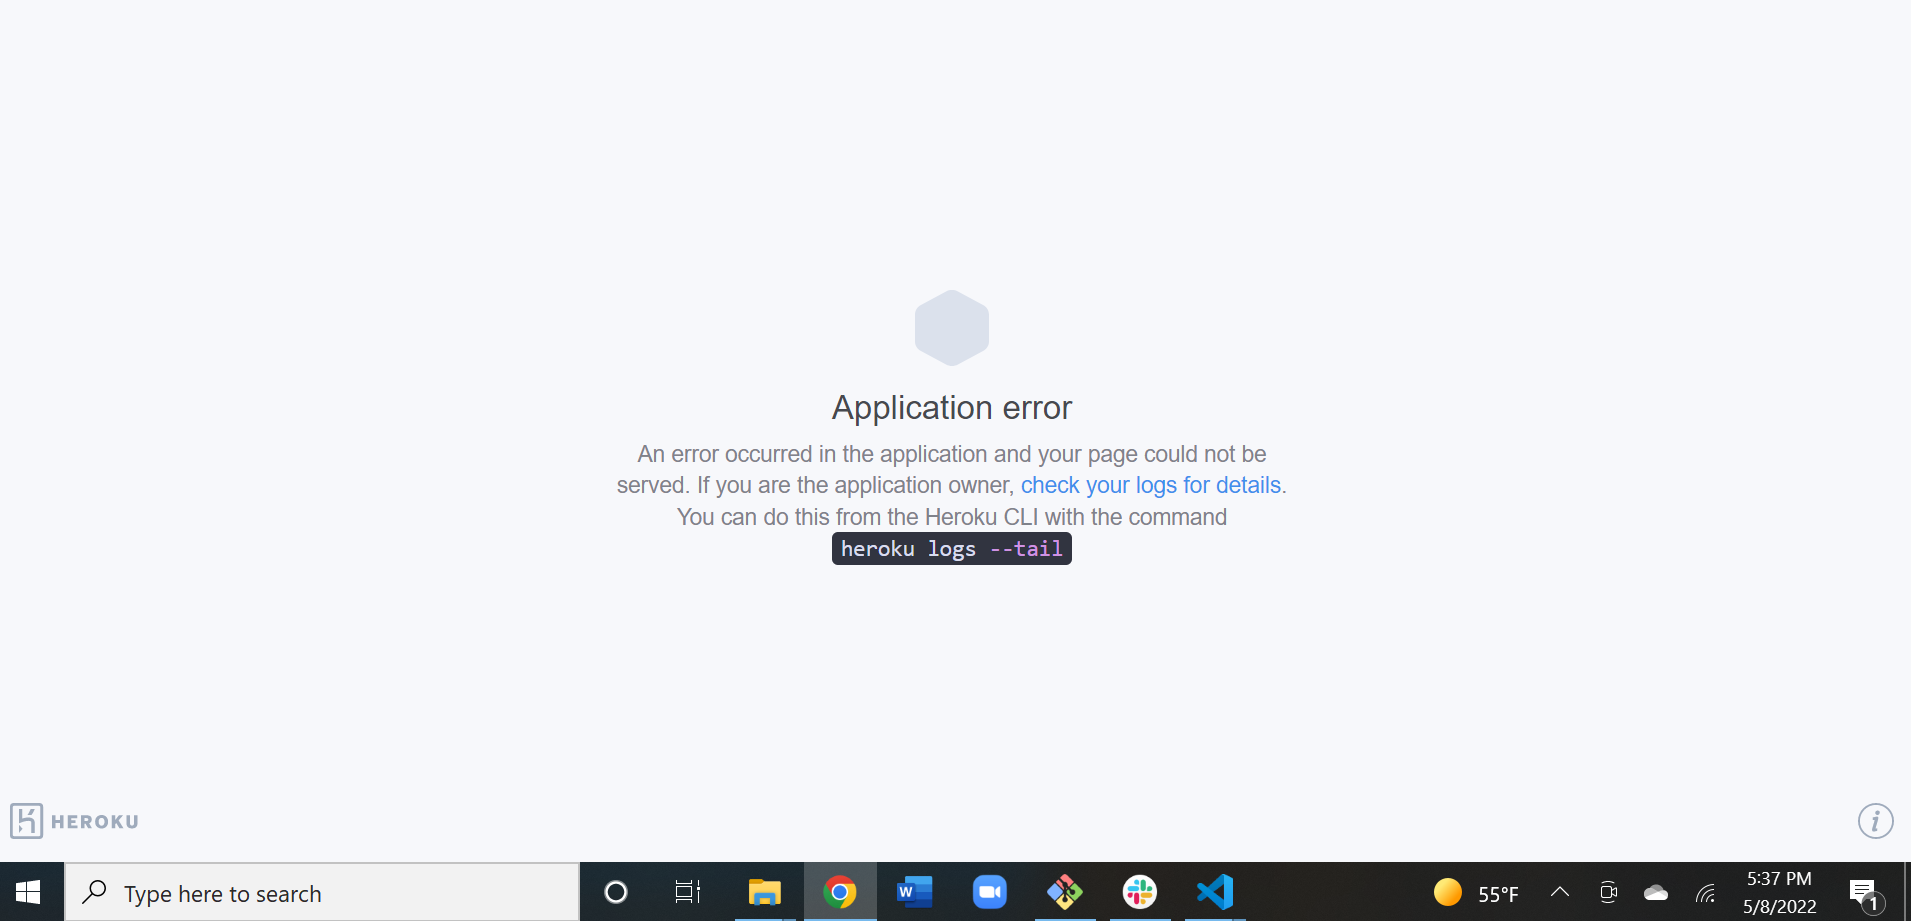 Application error
An error occurred in the application and your page could not be
served. If you are the application owner, check your logs for details.
You can do this from the Heroku CLI with the command
heroku logs --tail
HEROKU
i
Type here to search
W
55°F
5:37 PM
5/8/2022
1